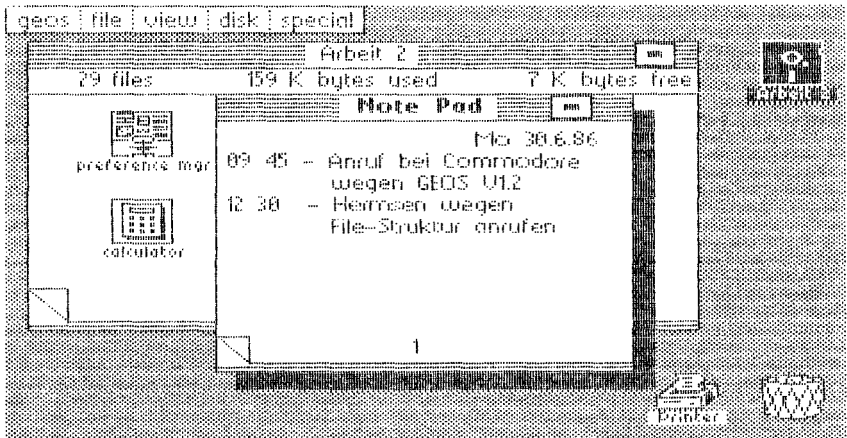 geos file view disk special
Arbeit 2
29 files 159 K bytes used 7 K bytes free
Note Pad
Mo 30.6.86
09 45 - Anruf bei Commodore
wegen GEOS V1.2
12 30 - Hermsen wegen
File-Struktur anrufen
preference mgr
calculator
1
Printer